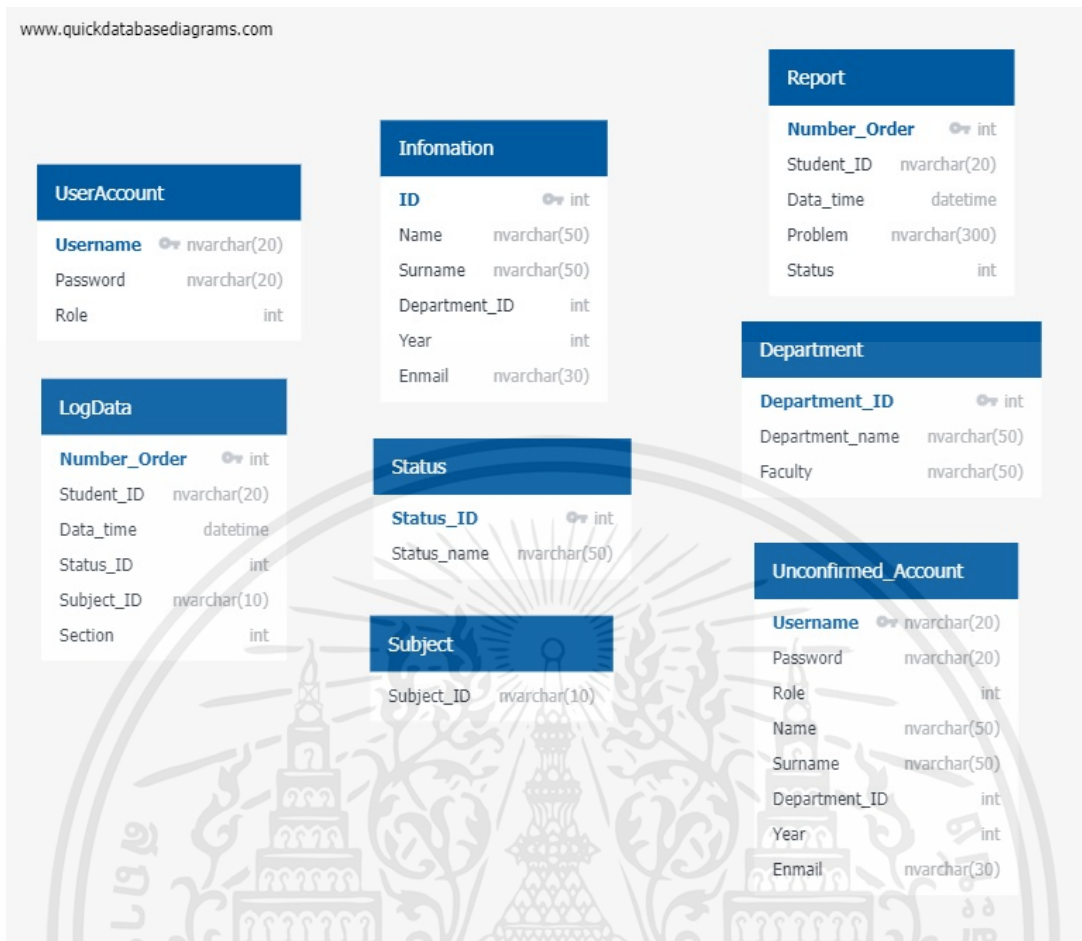 www.quickdatabasediagrams.com
UserAccount
Username nvarchar(20)
Password nvarchar(20)
Role int
LogData
Number_Order int
Student_ID nvarchar(20)
Data_time datetime
Status_ID int
Subject_ID nvarchar(10)
Section int
Infomation
ID int
Name nvarchar(50)
Surname nvarchar(50)
Department_ID int
Year int
Enmail nvarchar(30)
Status
Status_ID int
Status_name nvarchar(50)
Subject
Subject_ID nvarchar(10)
Report
Number_Order int
Student_ID nvarchar(20)
Data_time datetime
Problem nvarchar(300)
Status int
Department
Department_ID int
Department_name nvarchar(50)
Faculty nvarchar(50)
Unconfirmed_Account
Username nvarchar(20)
Password nvarchar(20)
Role int
Name nvarchar(50)
Surname nvarchar(50)
Department_ID int
Year int
Enmail nvarchar(30)